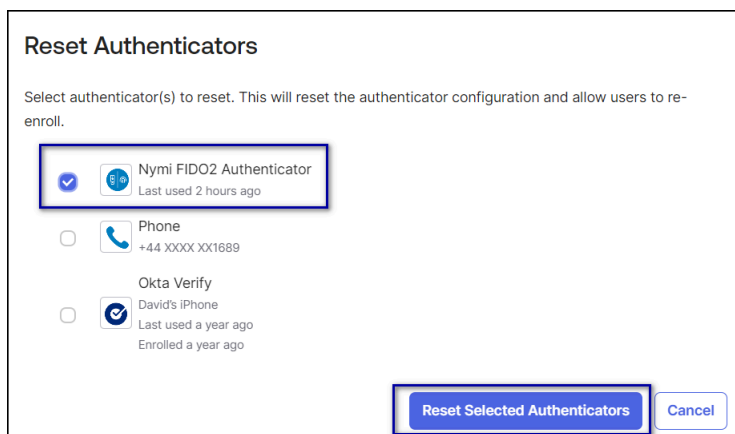 Reset Authenticators
Select authenticator(s) to reset. This will reset the authenticator configuration and allow users to re-
enroll.
Nymi FIDO2 Authenticator
Last used 2 hours ago
Phone
+44 XXXX XX1689
Okta Verify
David's iPhone
Last used a year ago
Enrolled a year ago
Reset Selected Authenticators
Cancel